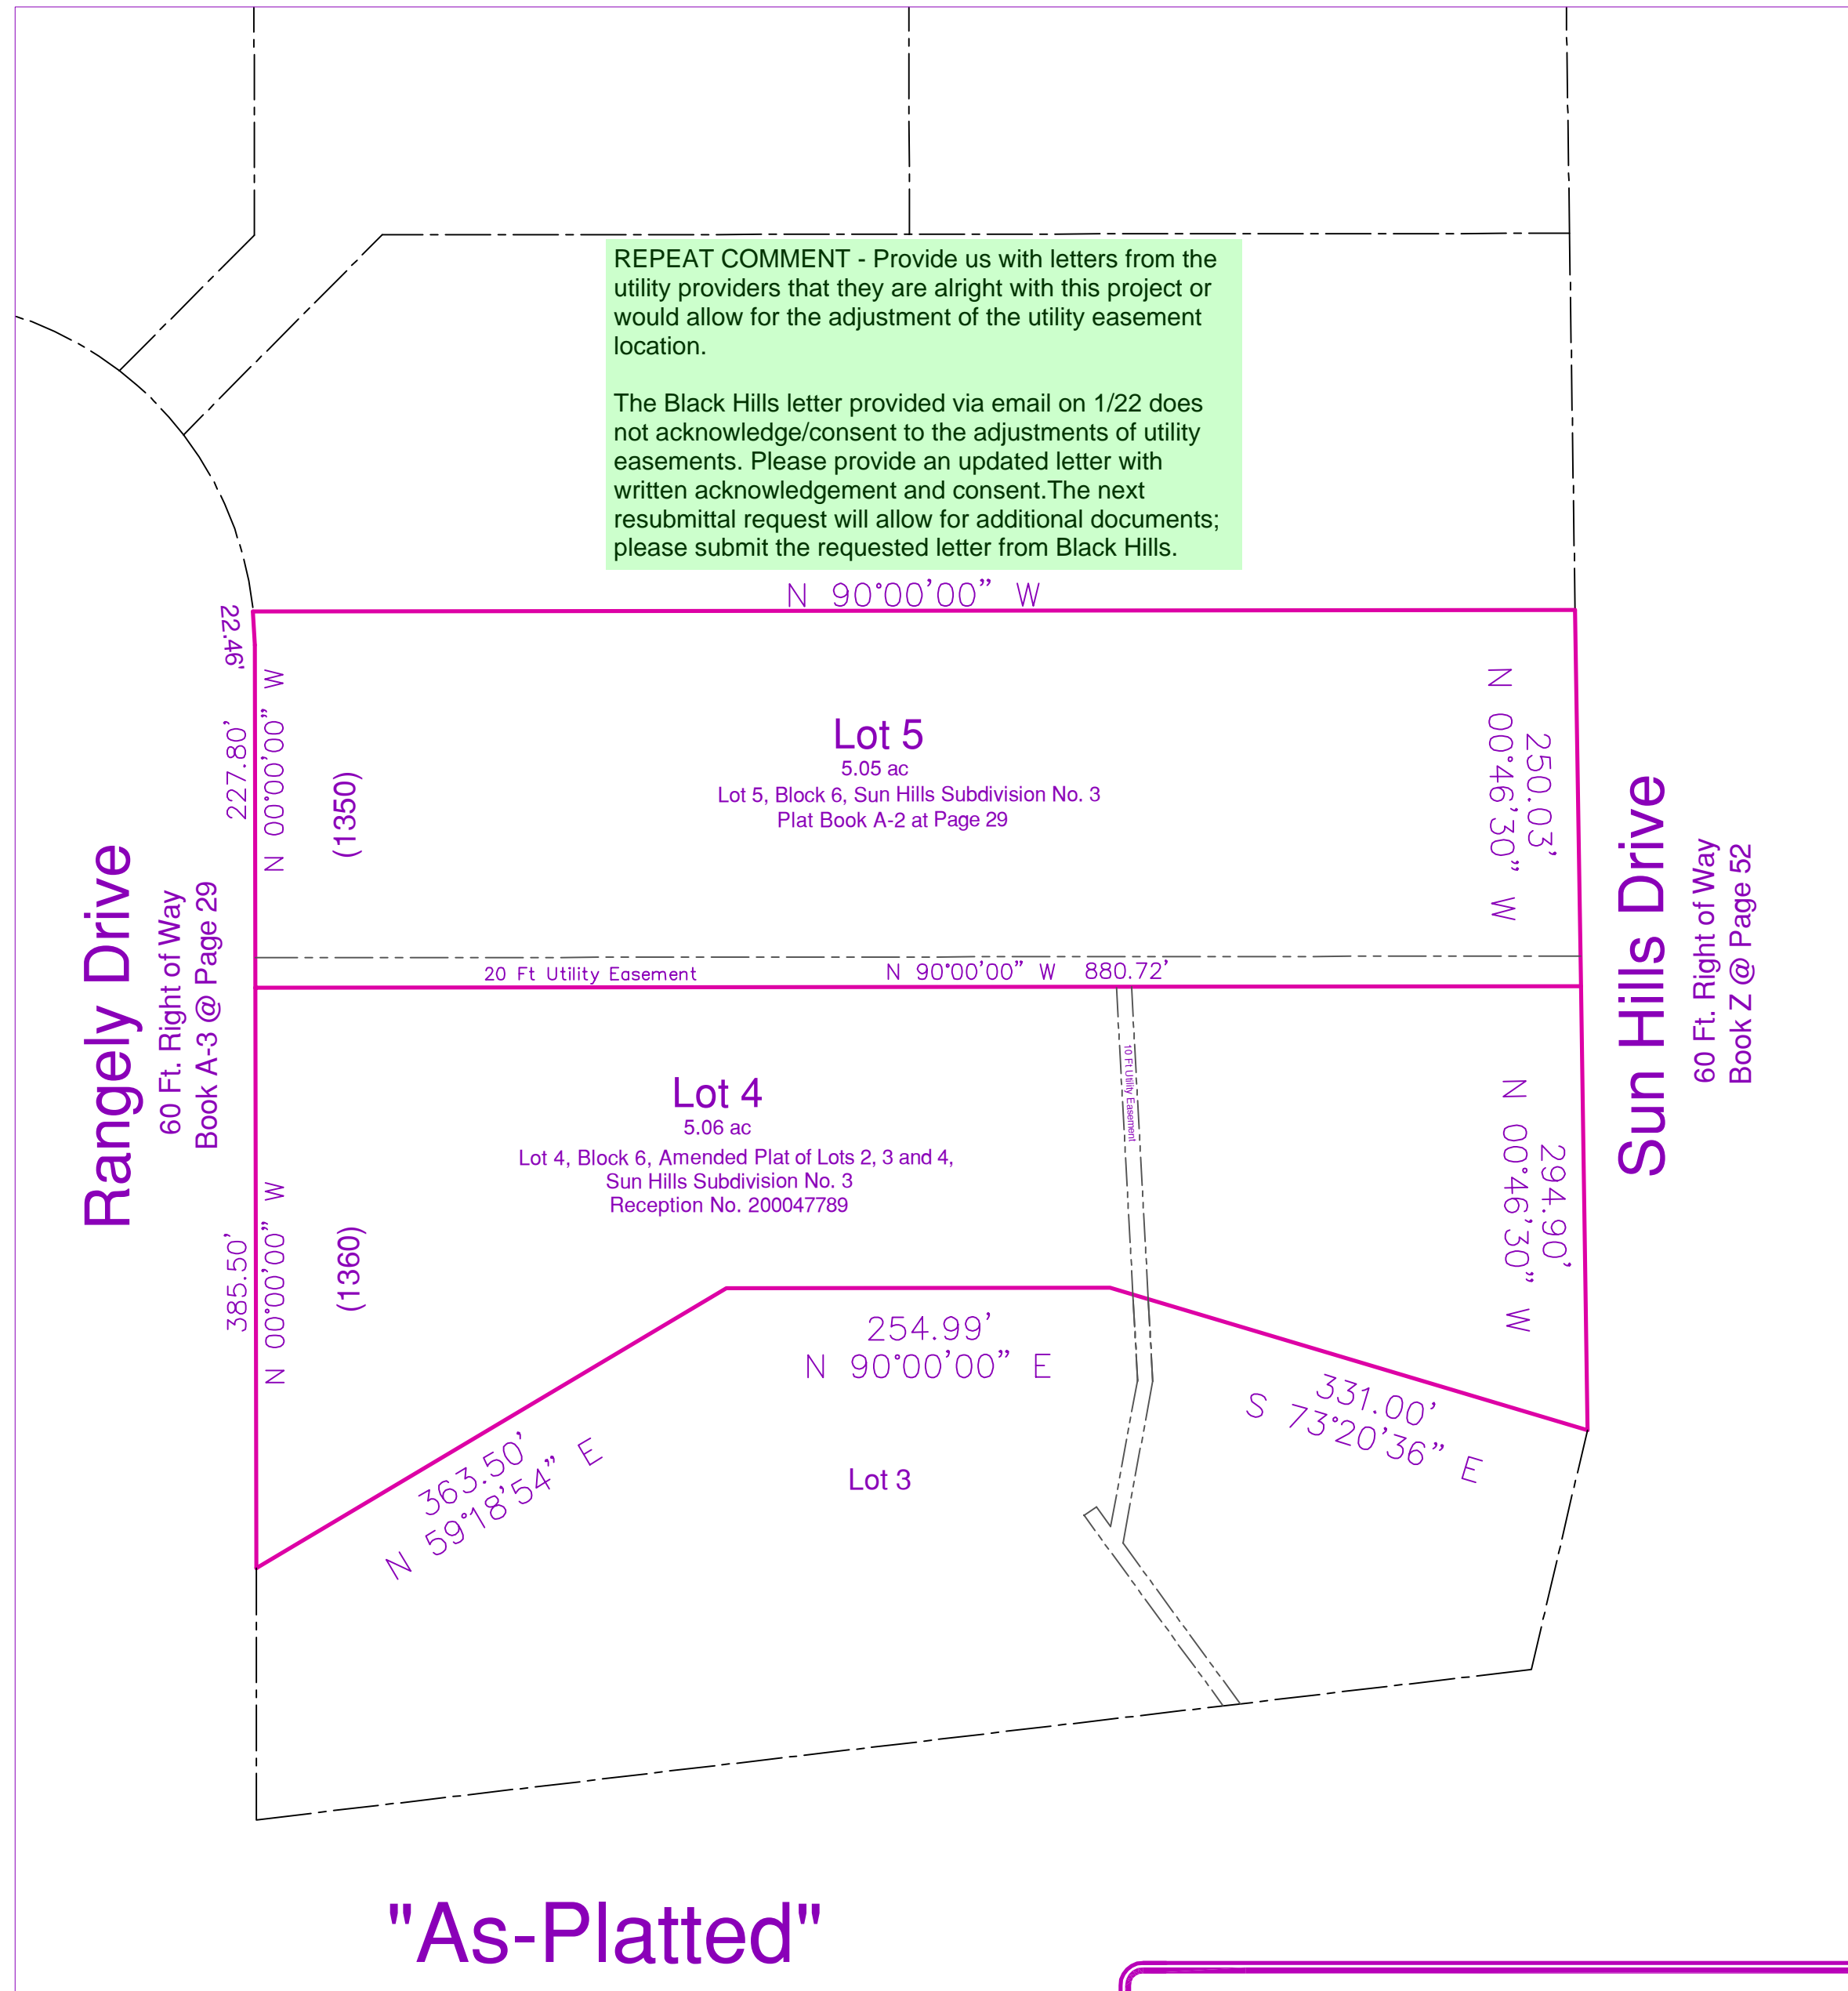 REPEAT COMMENT - Provide us with letters from the
utility providers that they are alright with this project or
would allow for the adjustment of the utility easement
location.
The Black Hills letter provided via email on 1/22 does
not acknowledge/consent to the adjustments of utility
easements. Please provide an updated letter with
written acknowledgement and consent.The next
resubmittal request will allow for additional documents;
please submit the requested letter from Black Hills.
N 90°00'00" W
22.46'
227.80'
N 00°00'00" W
(1350)
Lot 5
5.05 ac
Lot 5, Block 6, Sun Hills Subdivision No. 3
Plat Book A-2 at Page 29
250.03'
N 00°46'30" W
Rangely Drive
60 Ft. Right of Way
Book A-3 @ Page 29
Sun Hills Drive
60 Ft. Right of Way
Book Z @ Page 52
20 Ft Utility Easement
N 90°00'00" W 880.72'
10 Ft Utility Easement
Lot 4
5.06 ac
Lot 4, Block 6, Amended Plat of Lots 2, 3 and 4,
Sun Hills Subdivision No. 3
Reception No. 200047789
385.50'
N 00°00'00" W
(1360)
294.90'
N 00°46'30" W
254.99'
N 90°00'00" E
331.00'
S 73°20'36" E
363.50'
N 59°18'54" E
Lot 3
"As-Platted"